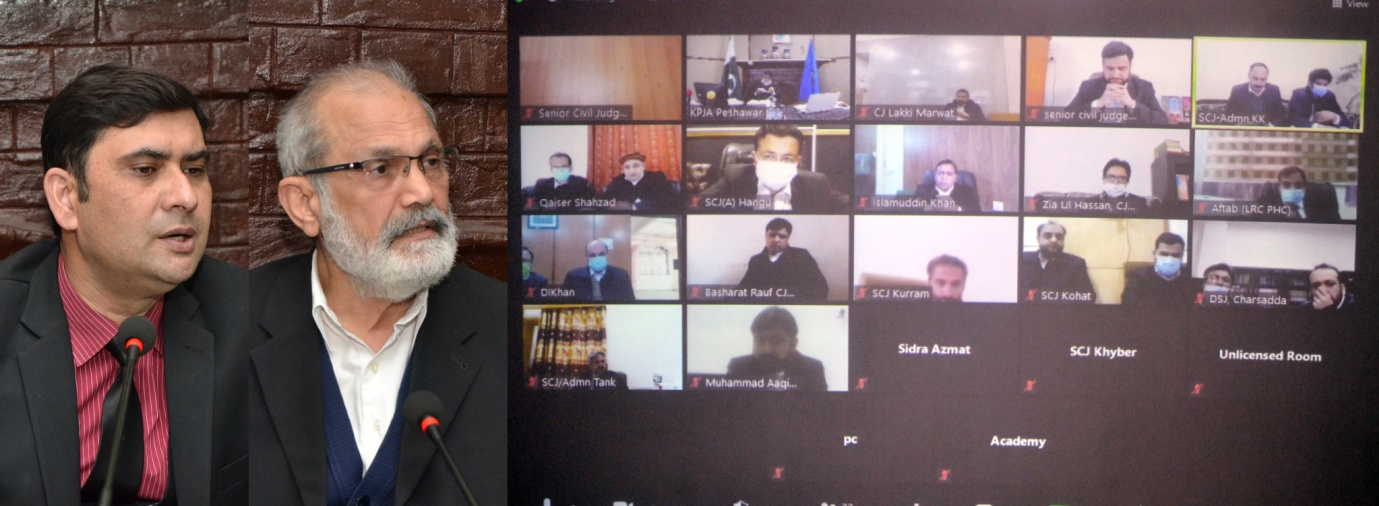 View
Senior Civil Judg...
KPJA Peshawar
CJ Lakki Marwat
senior civil judge...
SCJ-Admn,KK
Qaiser Shahzad
SCJ(A) Hangu
Islamuddin Khan
Zia Ul Hassan, CJ...
Aftab (LRC PHC)
DIKhan
Basharat Rauf CJ...
SCJ Kurram
SCJ Kohat
DSJ, Charsadda
SCJ/Admn Tank
Muhammad Aaqi...
Sidra Azmat
SCJ Khyber
Unlicensed Room
pc
Academy